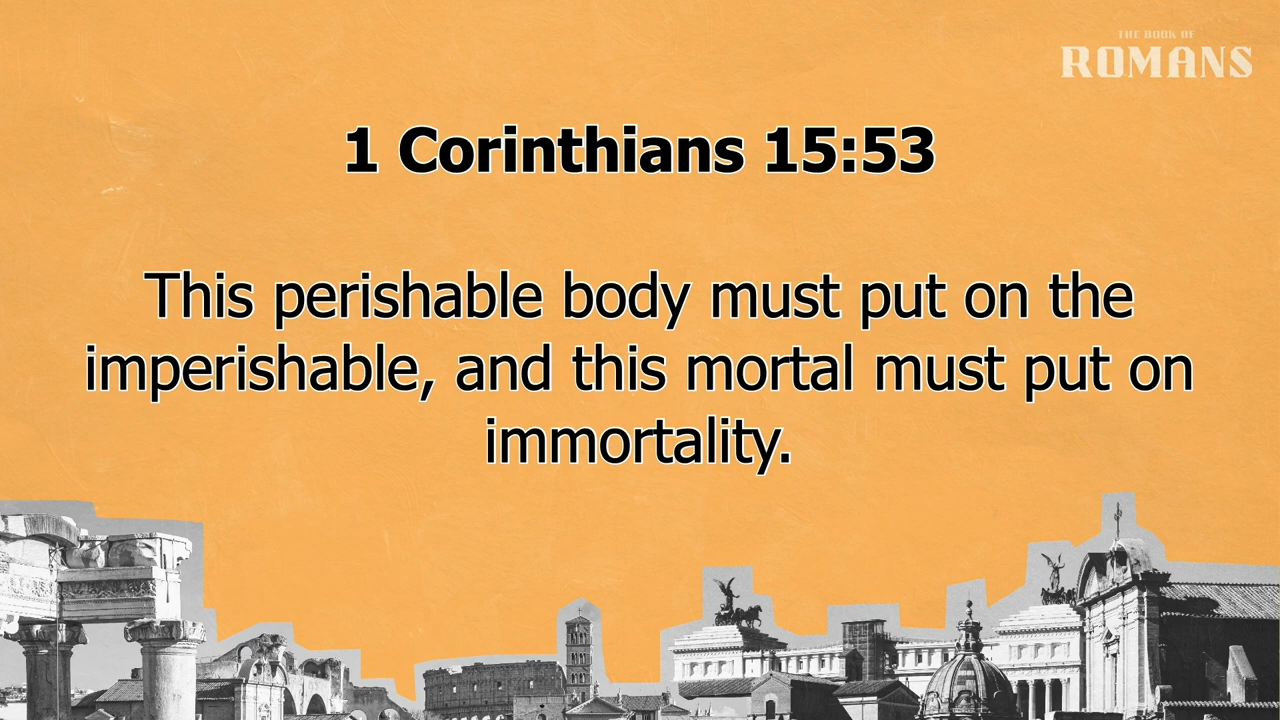 THE BOOK OF
ROMANS
1 Corinthians 15:53
This perishable body must put on the
imperishable, and this mortal must put on
immortality.